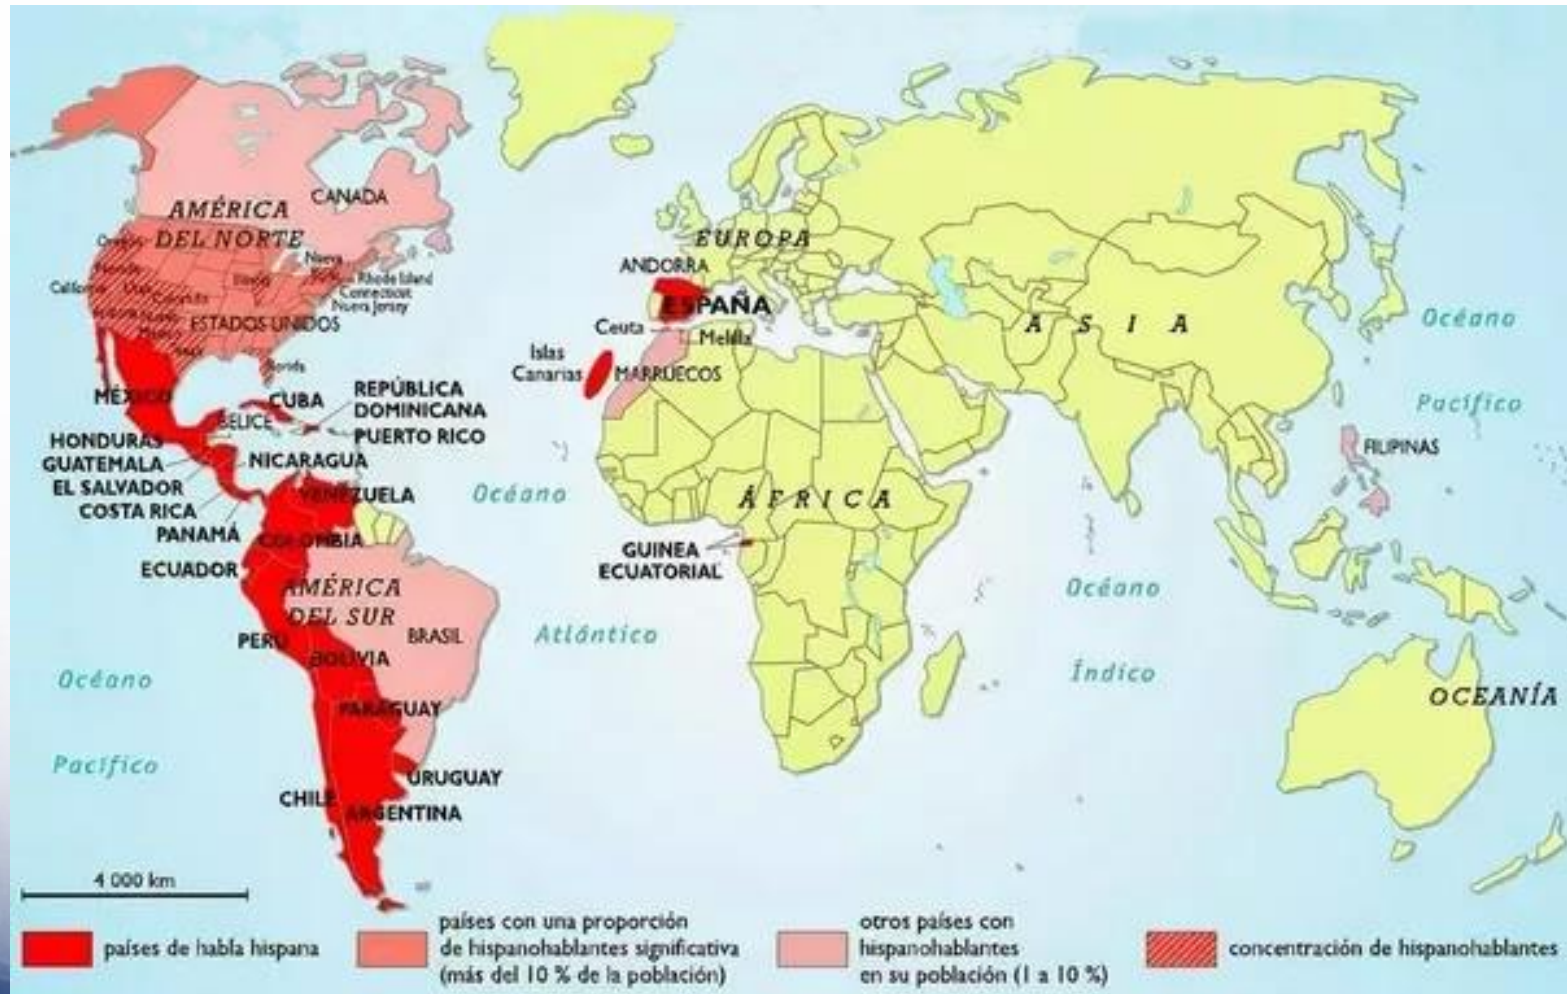 CANADA
AMÉRICA
DEL NORTE
Nueva
Rhode Island
Connecticut
Nueva Jersey
ESTADOS UNIDOS
MÉXICO
CUBA
BELICE
REPÚBLICA
DOMINICANA
PUERTO RICO
HONDURAS
GUATEMALA
EL SALVADOR
COSTA RICA
PANAMÁ
NICARAGUA
VENEZUELA
COLOMBIA
ECUADOR
AMÉRICA
DEL SUR
PERÚ
BRASIL
BOLIVIA
PARAGUAY
URUGUAY
CHILE
ARGENTINA
Océano
Pacífico
Océano
Atlántico
EUROPA
ANDORRA
ESPAÑA
Ceuta
Melilla
Islas
Canarias
MARRUECOS
ÁFRICA
GUINEA
ECUATORIAL
ASIA
Océano
Pacífico
FILIPINAS
Océano
Índico
OCEANÍA
4 000 km
países de habla hispana
países con una proporción
de hispanohablantes significativa
(más del 10 % de la población)
otros países con
hispanohablantes
en su población (1 a 10 %)
concentración de hispanohablantes